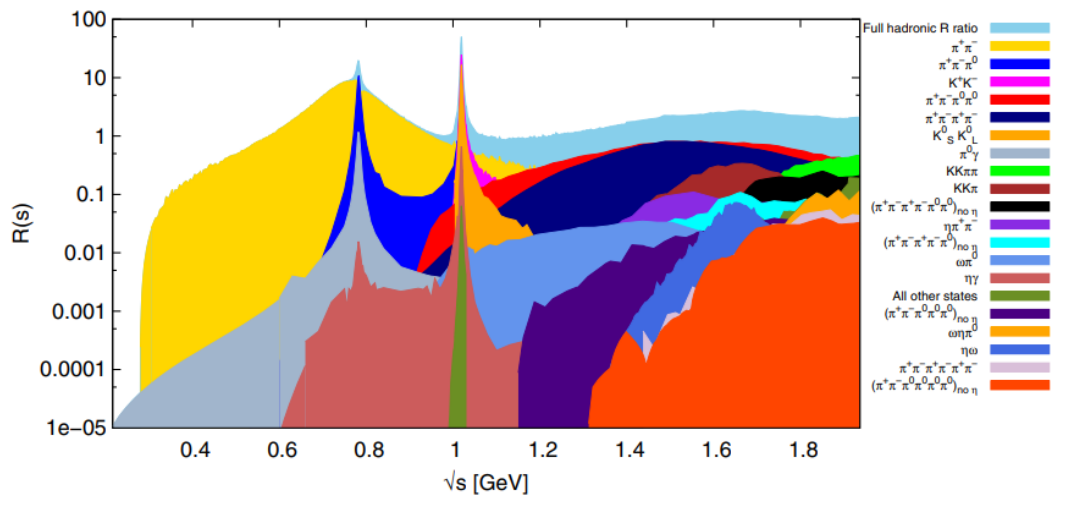 100
10
1
0.1
0.01
0.001
0.0001
1e-05
R(s)
0.4 0.6 0.8 1 1.2 1.4 1.6 1.8
√s [GeV]
Full hadronic R ratio
π⁺π⁻
π⁺π⁻π⁰
K⁺K⁻
π⁺π⁻π⁰π⁰
π⁺π⁻π⁺π⁻
K⁰_S K⁰_L
π⁰γ
KKππ
KKπ
(π⁺π⁻π⁺π⁻π⁰π⁰)no η
ηπ⁺π⁻
(π⁺π⁻π⁺π⁻π⁰)no η
ωπ⁰
ηγ
All other states
(π⁺π⁻π⁰π⁰π⁰)no η
ωηπ⁰
ηω
π⁺π⁻π⁺π⁻π⁺π⁻
(π⁺π⁻π⁰π⁰π⁰π⁰)no η